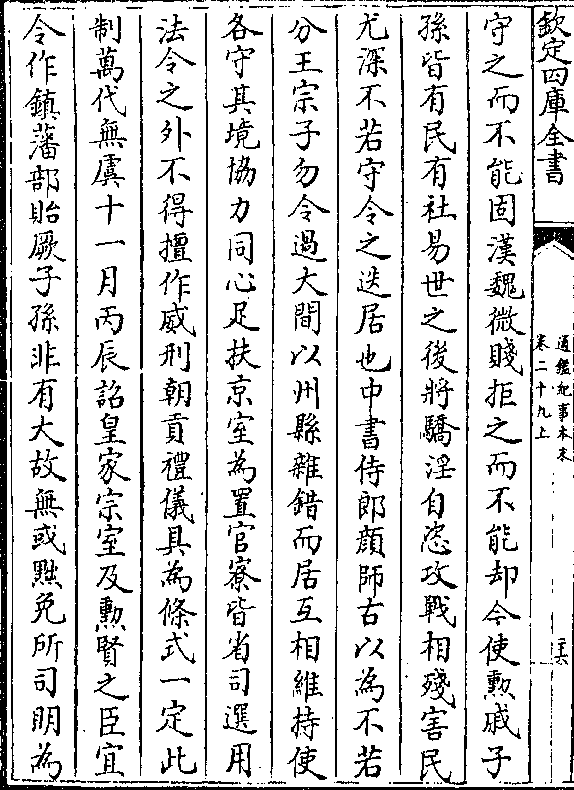 欽定四庫全書
通鑑紀事本末
卷二十九上
二十六
守之而不能固漢魏微賤拒之而不能却今使勲戚子
孫皆有民有社易世之後將驕淫自恣攻戰相殘害民
尤深不若守令之迭居也中書侍郎顔師古以為不若
分王宗子勿令過大間以州縣雜錯而居互相維持使
各守其境協力同心足扶京室為置官寮皆省司選用
法令之外不得擅作威刑朝貢禮儀具為條式一定此
制萬代無虞十一月丙辰詔皇家宗室及勲賢之臣宜
令作鎮藩部貽厥子孫非有大故無或黜免所司明為